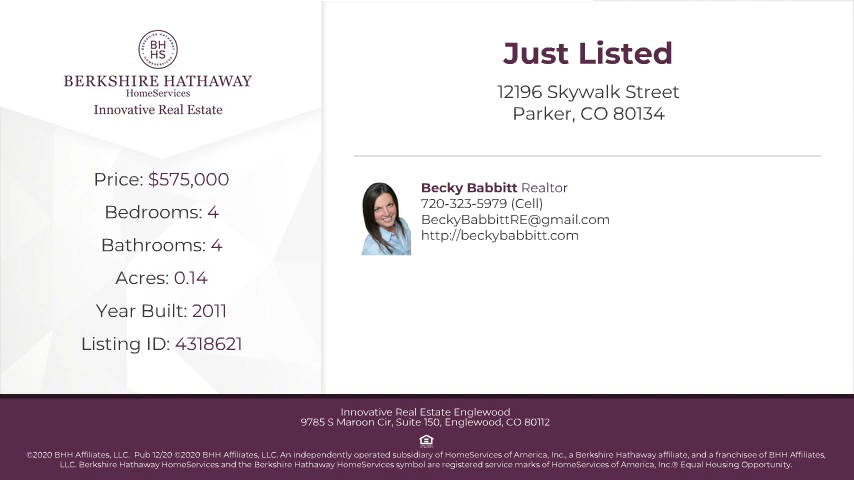 BH
HS
BERKSHIRE HATHAWAY
HomeServices
Innovative Real Estate
Price: $575,000
Bedrooms: 4
Bathrooms: 4
Acres: 0.14
Year Built: 2011
Listing ID: 4318621
Just Listed
12196 Skywalk Street
Parker, CO 80134
Becky Babbitt Realtor
720-323-5979 (Cell)
BeckyBabbittRE@gmail.com
http://beckybabbitt.com
Innovative Real Estate Englewood
9785 S Maroon Cir, Suite 150, Englewood, CO 80112
©2020 BHH Affiliates, LLC. Pub 12/20 ©2020 BHH Affiliates, LLC. An independently operated subsidiary of HomeServices of America, Inc., a Berkshire Hathaway affiliate, and a franchisee of BHH Affiliates,
LLC. Berkshire Hathaway HomeServices and the Berkshire Hathaway HomeServices symbol are registered service marks of HomeServices of America, Inc.® Equal Housing Opportunity.